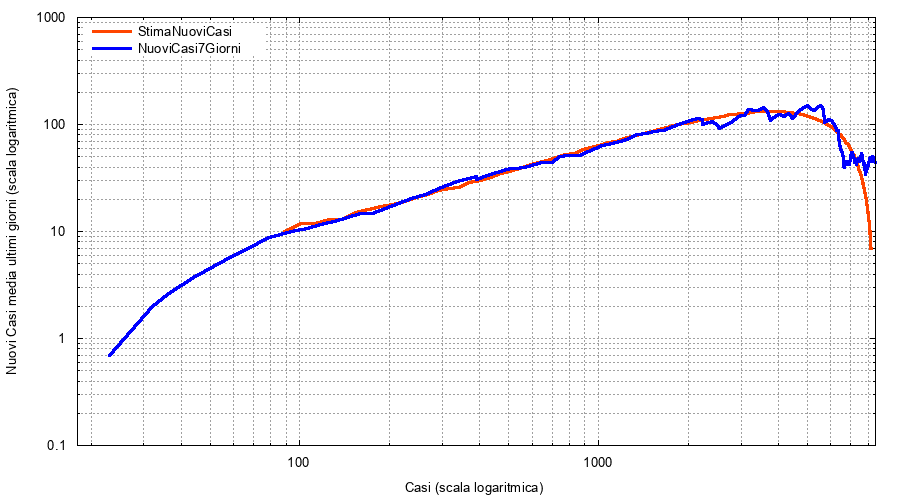 1000
StimaNuoviCasi
NuoviCasi7Giorni
100
10
1
0.1
Nuovi Casi media ultimi giorni (scala logaritmica)
100
1000
Casi (scala logaritmica)